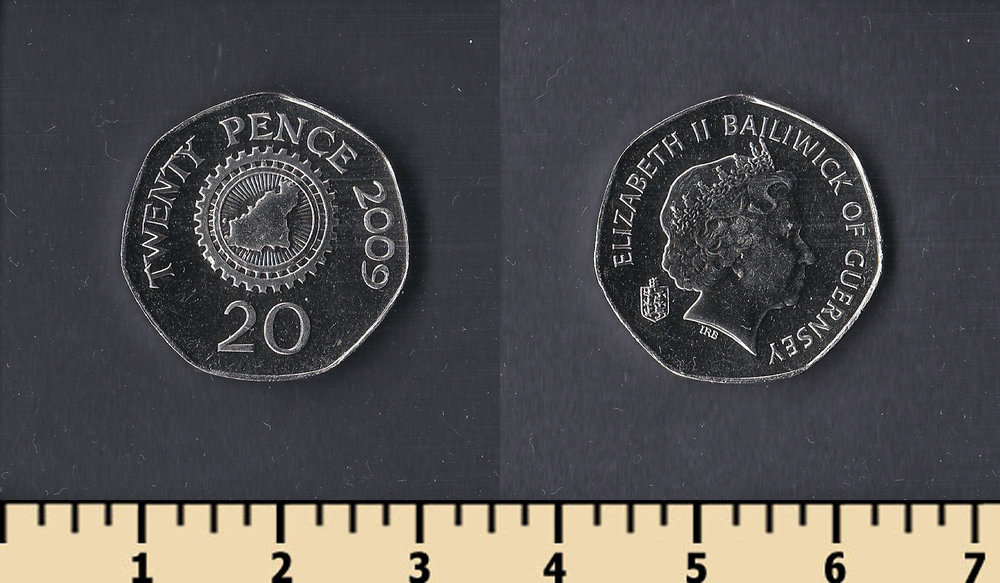 TWENTY PENCE 2009
20
ELIZABETH II BAILIWICK OF GUERNSEY
IRB
1 2 3 4 5 6 7